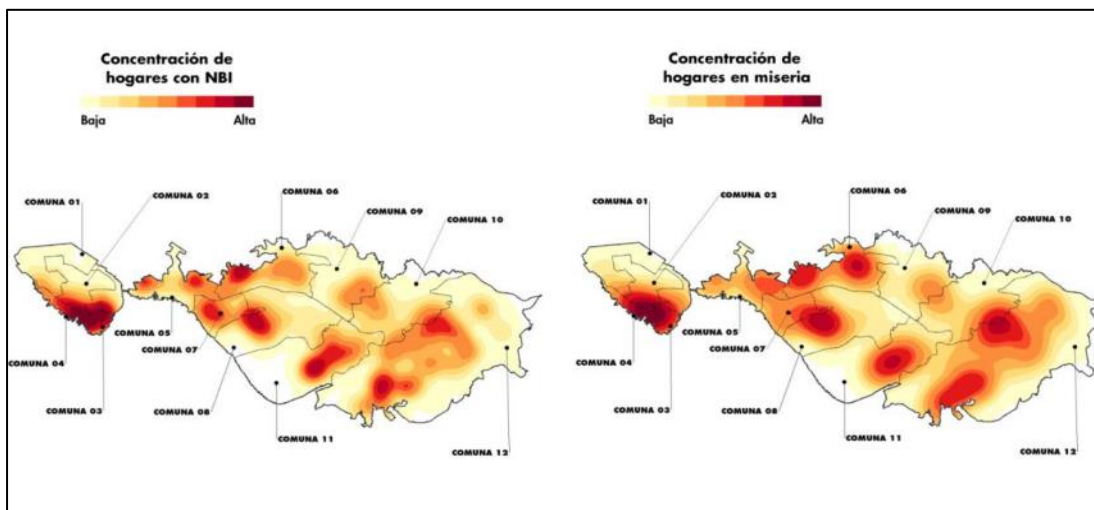 Concentración de
hogares con NBI
Baja
Alta
COMUNA 01
COMUNA 02
COMUNA 06
COMUNA 09
COMUNA 10
COMUNA 04
COMUNA 05
COMUNA 07
COMUNA 03
COMUNA 08
COMUNA 11
COMUNA 12
Concentración de
hogares en miseria
Baja
Alta
COMUNA 01
COMUNA 02
COMUNA 06
COMUNA 09
COMUNA 10
COMUNA 04
COMUNA 05
COMUNA 07
COMUNA 03
COMUNA 08
COMUNA 11
COMUNA 12